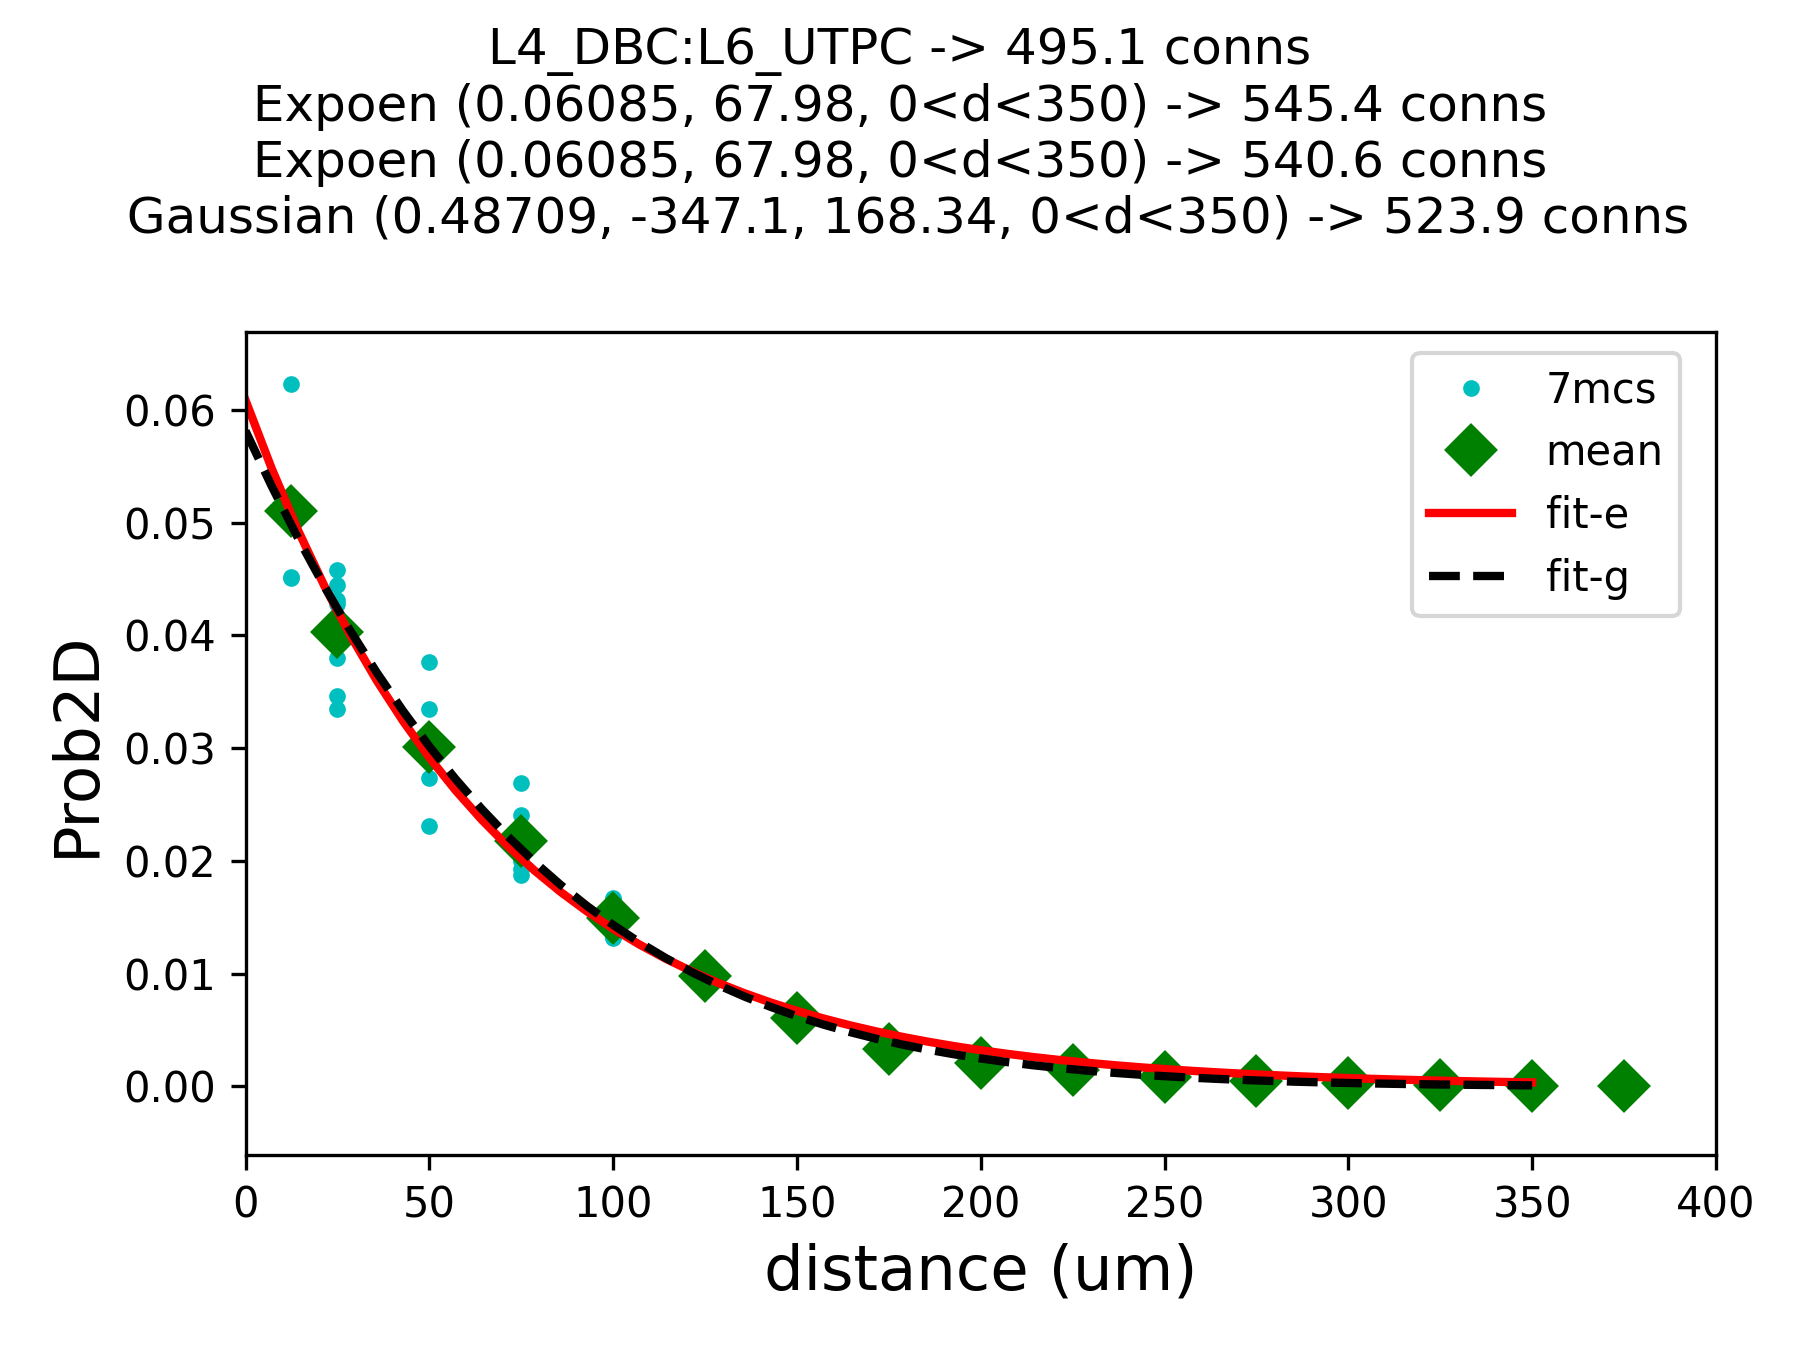 L4_DBC:L6_UTPC -> 495.1 conns
Expoen (0.06085, 67.98, 0<d<350) -> 545.4 conns
Expoen (0.06085, 67.98, 0<d<350) -> 540.6 conns
Gaussian (0.48709, -347.1, 168.34, 0<d<350) -> 523.9 conns
7mcs
mean
fit-e
fit-g
Prob2D
0.06
0.05
0.04
0.03
0.02
0.01
0.00
0 50 100 150 200 250 300 350 400
distance (um)